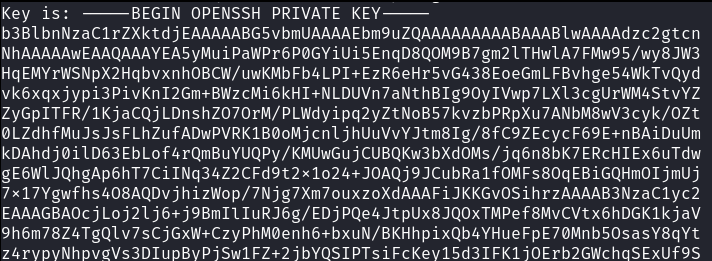 Key is: -----BEGIN OPENSSH PRIVATE KEY-----
b3BlbnNzaC1rZXktdjEAAAAABG5vbmUAAAAEbm9uZQAAAAAAAAABAAABlwAAAAdzc2gtcn
NhAAAAAwEAAQAAAYEA5yMuiPaWPr6P0GYiUi5EnqD8QOM9B7gm2lTHwlA7FMw95/wy8JW3
HqEMYrWSNpX2HqbvxnhOBCW/uwKMbFb4LPI+EzR6eHr5vG438EoeGmLFBvhge54WkTvQyd
vk6xqxjypi3PivKnI2Gm+BWzcMi6kHI+NLDUVn7aNthBIg9OyIVwp7LXl3cgUrWM4StvYZ
ZyGpITFR/1KjaCQjLDnshZO7OrM/PLWdyipq2yZtNoB57kvzbPRpXu7ANbM8wV3cyk/OZt
0LZdhfMuJsJsFLhZufADwPVRK1B0oMjcnljhUuVvYJtm8Ig/8fC9ZEcycF69E+nBAiDuUm
kDAhdj0ilD63EbLof4rQmBuYUQPy/KMUwGujCUBQKw3bXdOMs/jq6n8bK7ERcHIEx6uTdw
gE6WlJQhgAp6hT7CiINq34Z2CFd9t2×1o24+JOAQj9JCubRa1fOMFs8OqEBiGQHmOIjmUj
7×17Ygwfhs4O8AQDvjhizWop/7Njg7Xm7ouxzoXdAAAFiJKKGvOSihrzAAAAB3NzaC1yc2
EAAAGBAOcjLoj2lj6+j9BmIlIuRJ6g/EDjPQe4JtpUx8JQOxTMPef8MvCVtx6hDGK1kjaV
9h6m78Z4TgQlv7sCjGxW+CzyPhM0enh6+bxuN/BKHhpixQb4YHueFpE70Mnb5OsasY8qYt
z4rypyNhpvgVs3DIupByPjSw1FZ+2jbYQSIPTsiFcKey15d3IFK1jOErb2GWchqSExUf9S